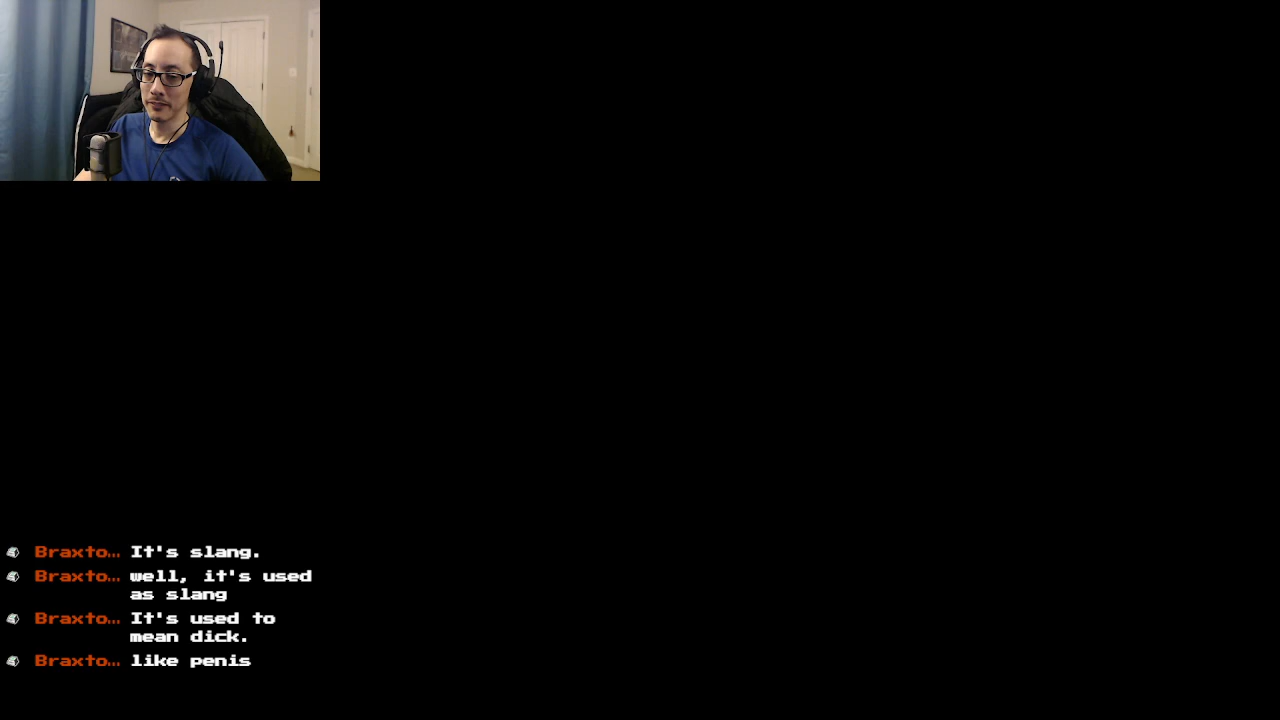 Braxto... It's slang.
Braxto... well, it's used
as slang
Braxto... It's used to
mean dick.
Braxto... like penis